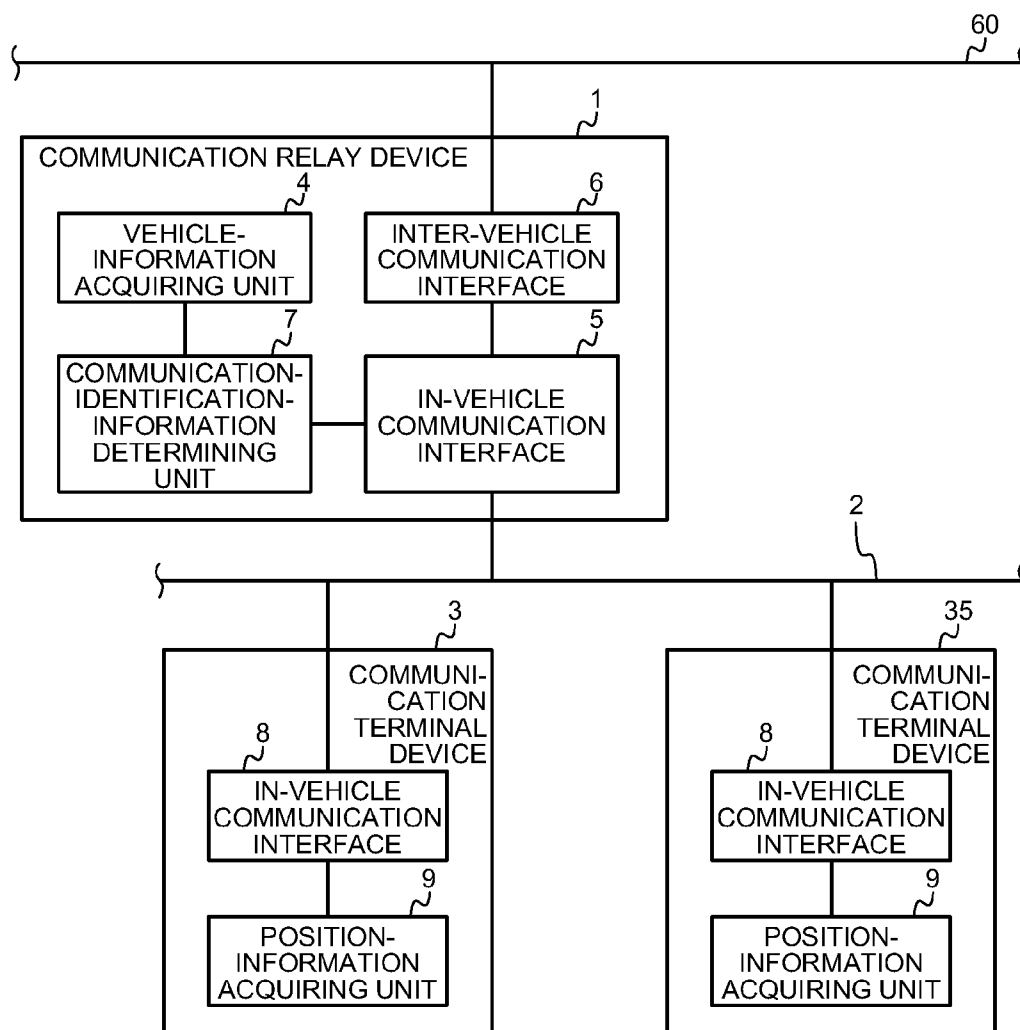 60
1
COMMUNICATION RELAY DEVICE
4
VEHICLE-
INFORMATION
ACQUIRING UNIT
6
INTER-VEHICLE
COMMUNICATION
INTERFACE
7
COMMUNICATION-
IDENTIFICATION-
INFORMATION
DETERMINING
UNIT
5
IN-VEHICLE
COMMUNICATION
INTERFACE
2
3
COMMUNI-
CATION
TERMINAL
DEVICE
8
IN-VEHICLE
COMMUNICATION
INTERFACE
9
POSITION-
INFORMATION
ACQUIRING UNIT
35
COMMUNI-
CATION
TERMINAL
DEVICE
8
IN-VEHICLE
COMMUNICATION
INTERFACE
9
POSITION-
INFORMATION
ACQUIRING UNIT